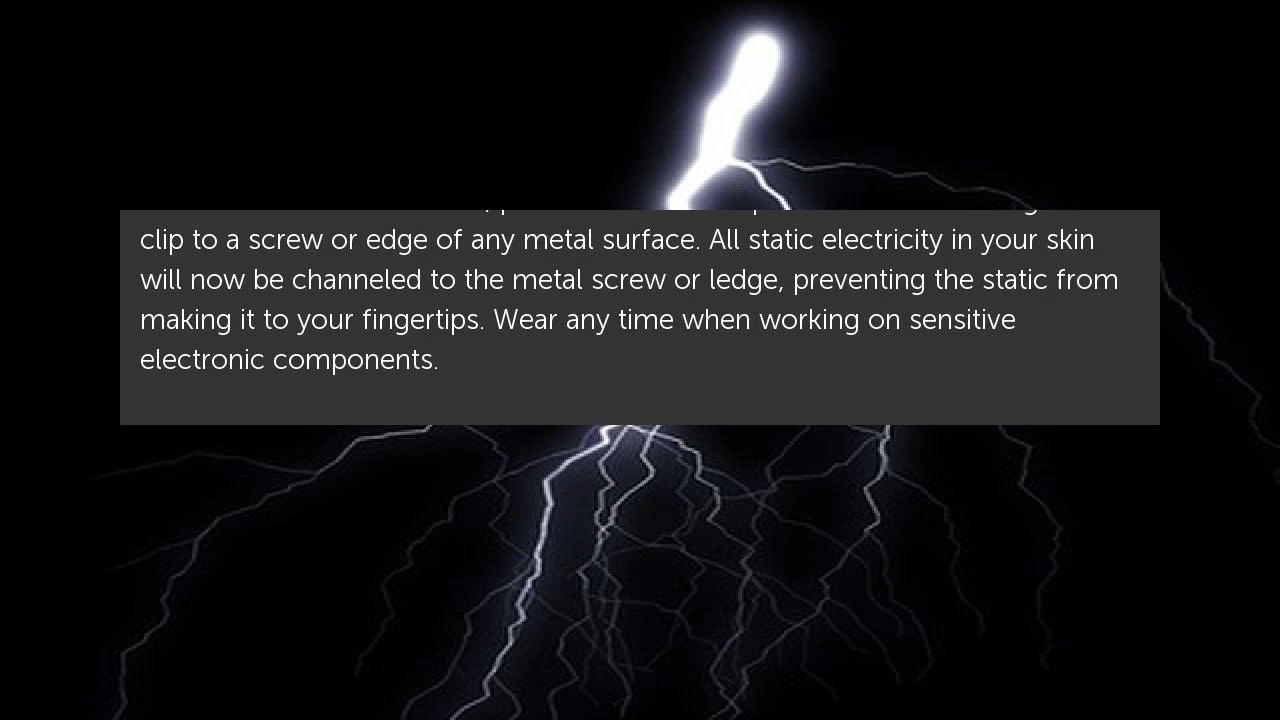 clip to a screw or edge of any metal surface. All static electricity in your skin
will now be channeled to the metal screw or ledge, preventing the static from
making it to your fingertips. Wear any time when working on sensitive
electronic components.